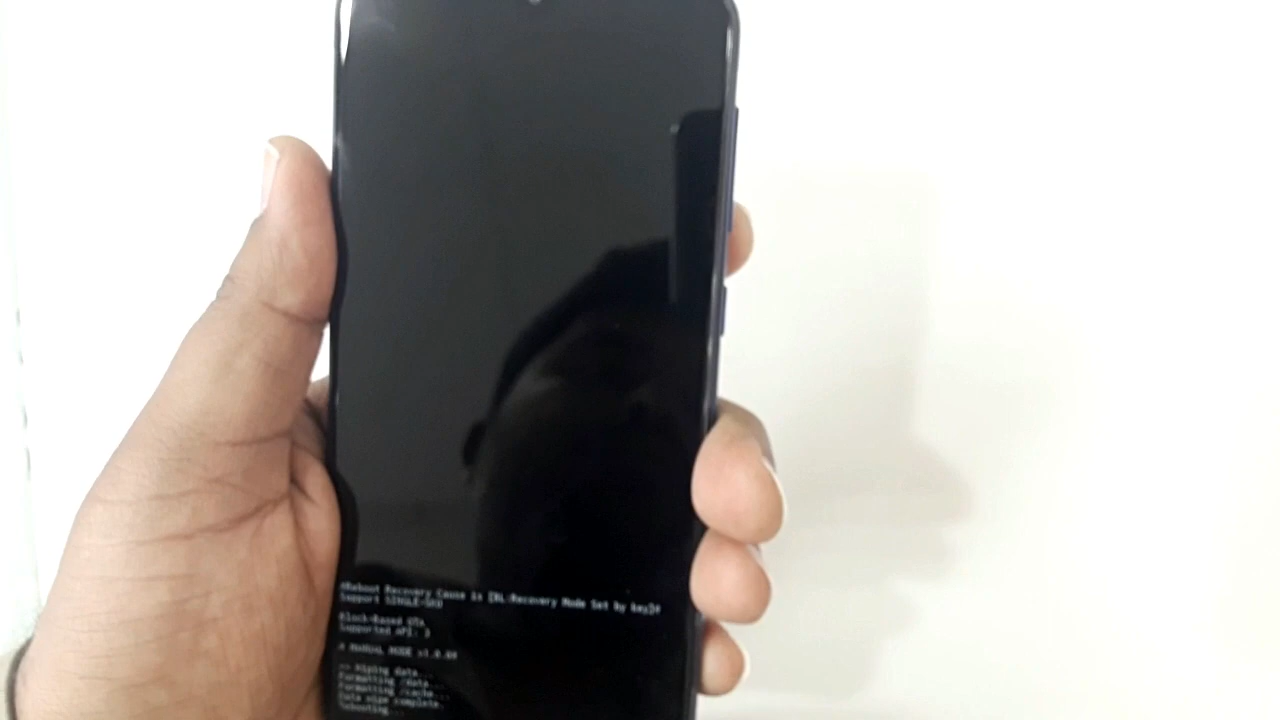 #Reboot Recovery Cause is [BL:Recovery Mode Set by key]#
Support SINGLE-SKU
Block-Based OTA
Supported API: 3
# MANUAL MODE v1.0.0#
-- Wiping data...
Formatting /data...
Formatting /cache...
Data wipe complete.
Rebooting...